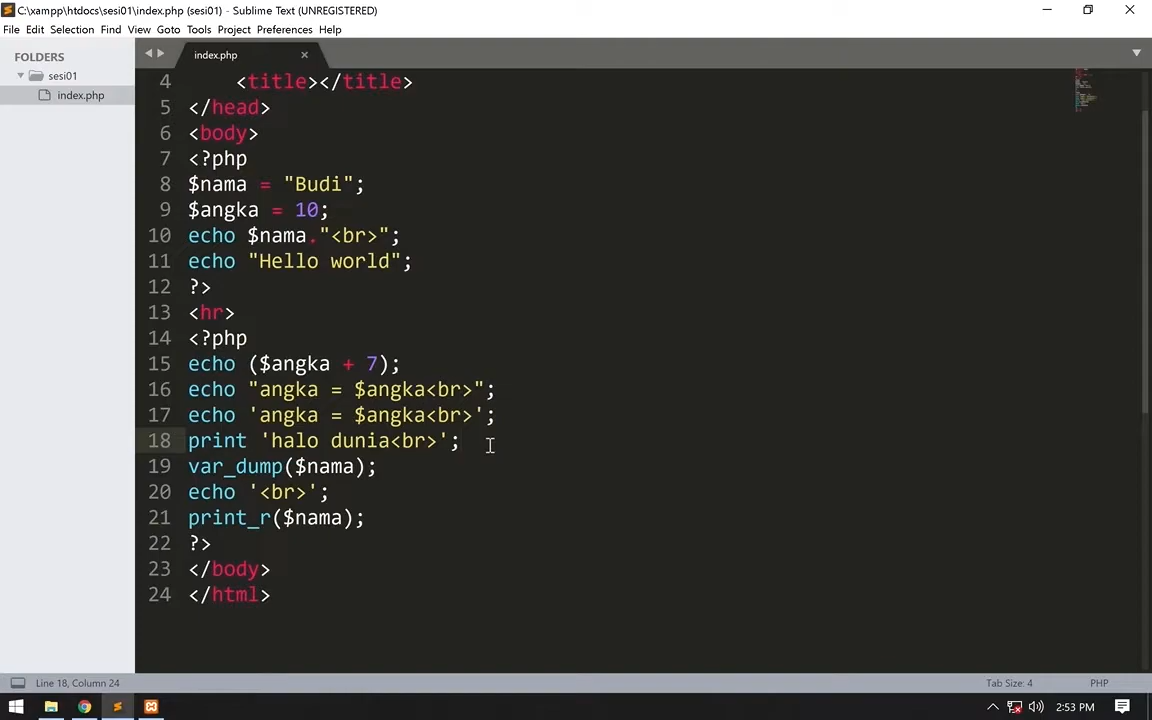 C:\xampp\htdocs\sesi01\index.php (sesi01) - Sublime Text (UNREGISTERED)
File Edit Selection Find View Goto Tools Project Preferences Help
FOLDERS
sesi01
index.php
index.php
4 <title></title>
5 </head>
6 <body>
7 <?php
8 $nama = "Budi";
9 $angka = 10;
10 echo $nama."<br>";
11 echo "Hello world";
12 ?>
13 <hr>
14 <?php
15 echo ($angka + 7);
16 echo "angka = $angka<br>";
17 echo 'angka = $angka<br>';
18 print 'halo dunia<br>';
19 var_dump($nama);
20 echo '<br>';
21 print_r($nama);
22 ?>
23 </body>
24 </html>
Line 18, Column 24
Tab Size: 4
PHP
2:53 PM